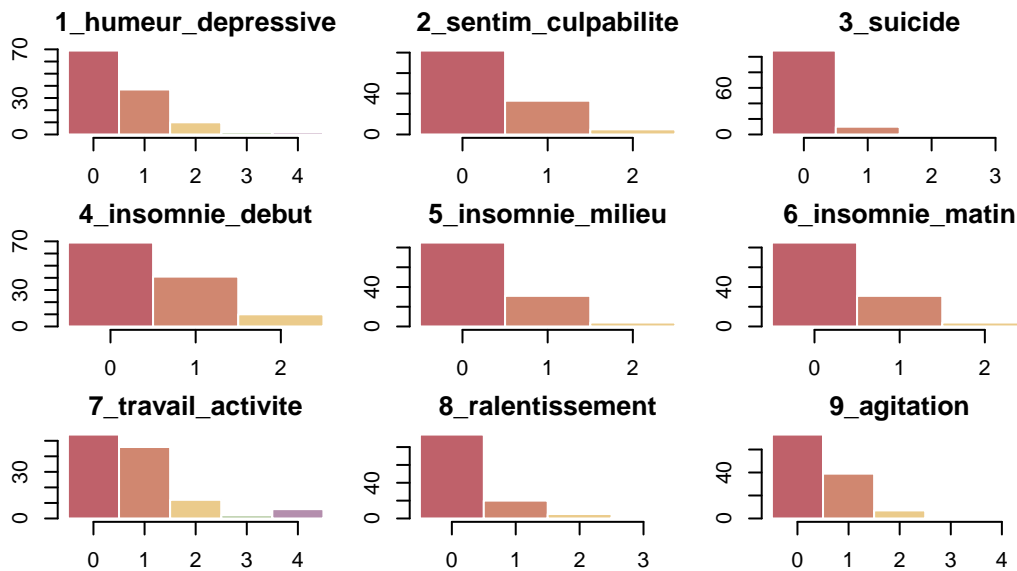 1_humeur_depressive
70
30
0
0 1 2 3 4
2_sentim_culpabilite
40
0
0 1 2
3_suicide
60
0
0 1 2 3
4_insomnie_debut
70
30
0
0 1 2
5_insomnie_milieu
40
0
0 1 2
6_insomnie_matin
40
0
0 1 2
7_travail_activite
30
0
0 1 2 3 4
8_ralentissement
40
0
0 1 2 3
9_agitation
40
0
0 1 2 3 4